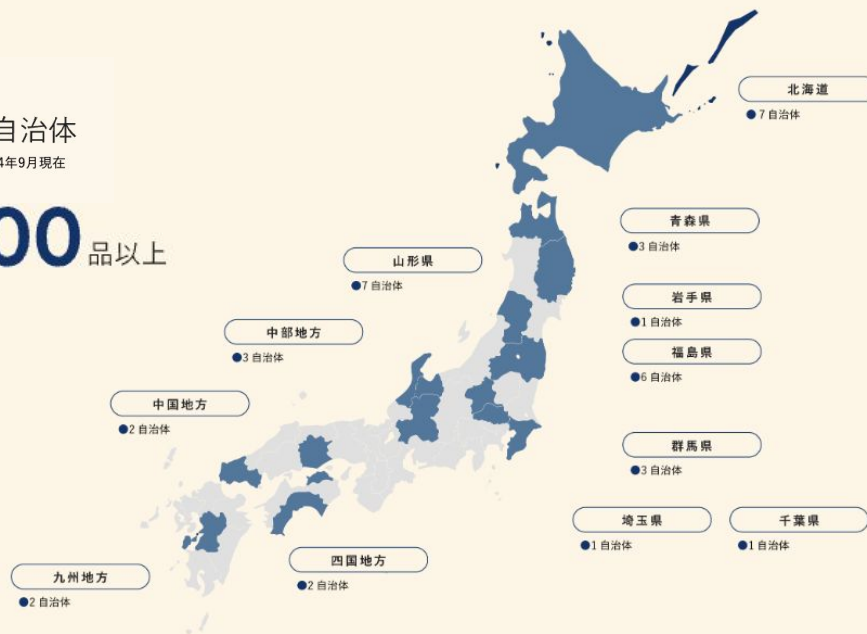 自治体
4年9月現在
00品以上
北海道
●7 自治体
青森県
●3 自治体
山形県
●7 自治体
岩手県
●1 自治体
中部地方
●3 自治体
福島県
●6 自治体
中国地方
●2 自治体
群馬県
●3 自治体
埼玉県
●1 自治体
千葉県
●1 自治体
四国地方
●2 自治体
九州地方
●2 自治体